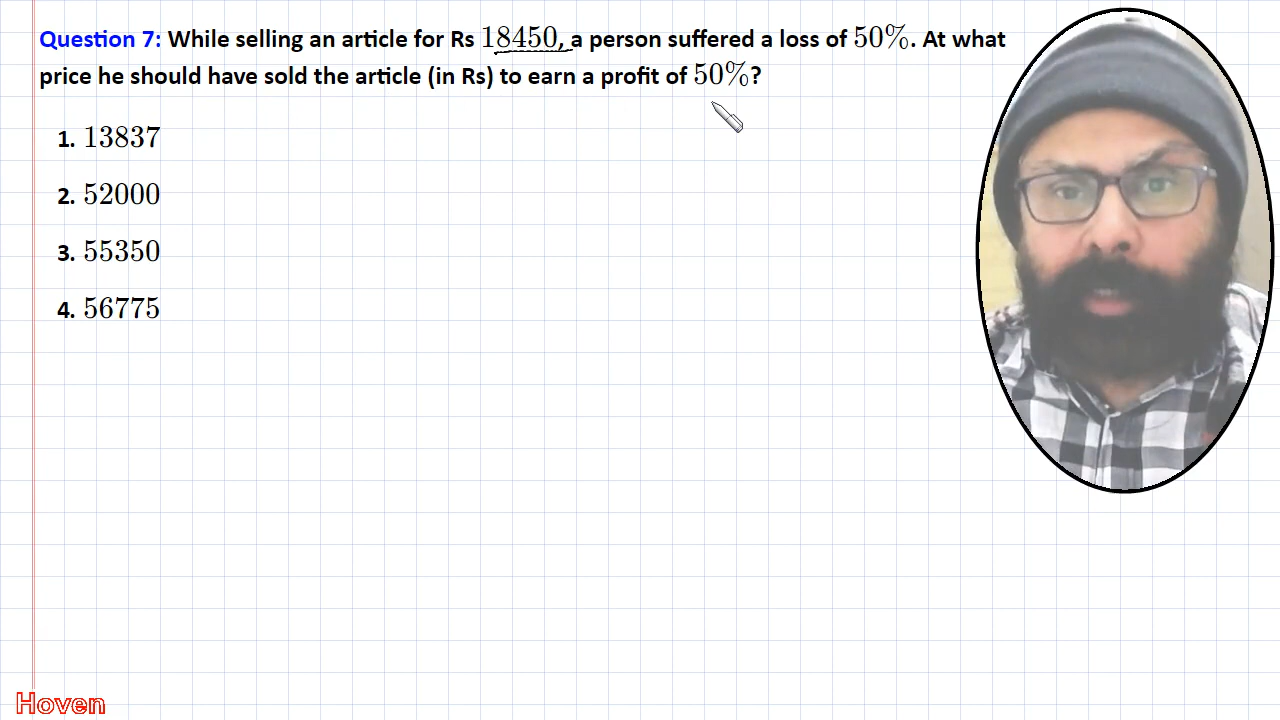 Question 7: While selling an article for Rs 18450, a person suffered a loss of 50%. At what
price he should have sold the article (in Rs) to earn a profit of 50%?
1. 13837
2. 52000
3. 55350
4. 56775
Hoven